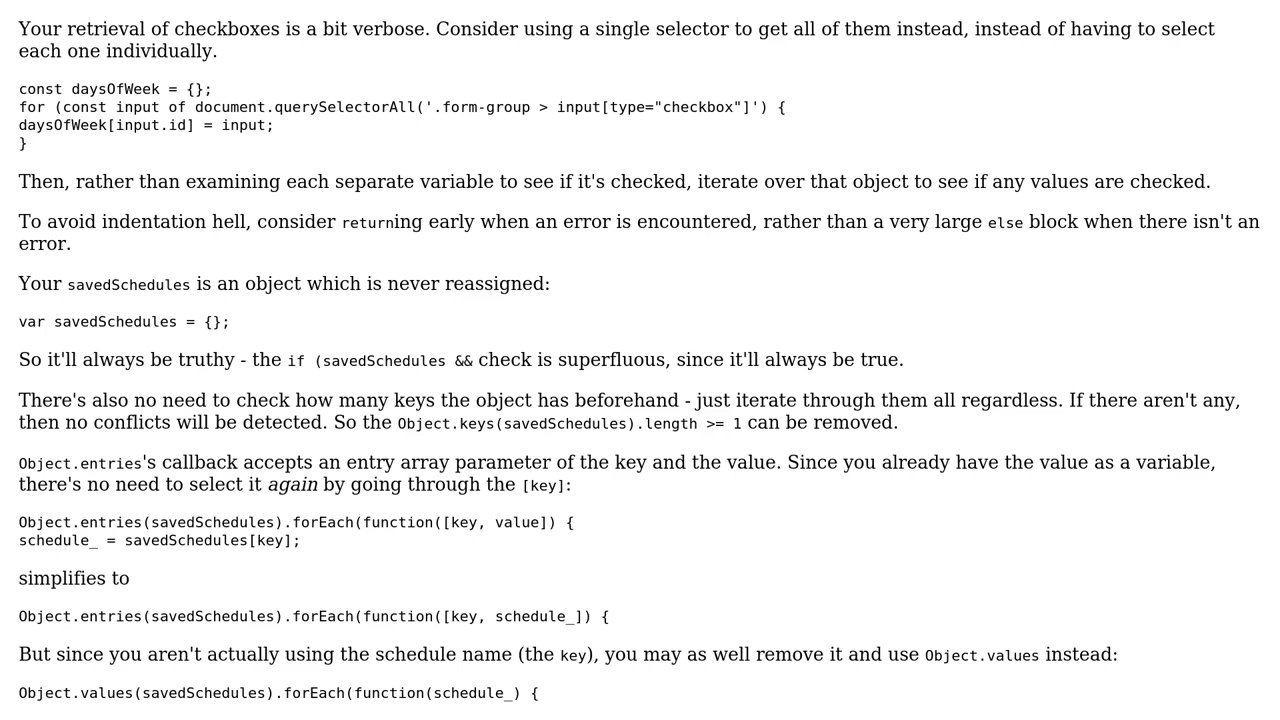 Your retrieval of checkboxes is a bit verbose. Consider using a single selector to get all of them instead, instead of having to select
each one individually.
const daysOfWeek = {};
for (const input of document.querySelectorAll('.form-group > input[type="checkbox"]') {
daysOfWeek[input.id] = input;
}
Then, rather than examining each separate variable to see if it's checked, iterate over that object to see if any values are checked.
To avoid indentation hell, consider returning early when an error is encountered, rather than a very large else block when there isn't an
error.
Your savedSchedules is an object which is never reassigned:
var savedSchedules = {};
So it'll always be truthy - the if (savedSchedules && check is superfluous, since it'll always be true.
There's also no need to check how many keys the object has beforehand - just iterate through them all regardless. If there aren't any,
then no conflicts will be detected. So the Object.keys(savedSchedules).length >= 1 can be removed.
Object.entries's callback accepts an entry array parameter of the key and the value. Since you already have the value as a variable,
there's no need to select it again by going through the [key]:
Object.entries(savedSchedules).forEach(function([key, value]) {
schedule_ = savedSchedules[key];
simplifies to
Object.entries(savedSchedules).forEach(function([key, schedule_]) {
But since you aren't actually using the schedule name (the key), you may as well remove it and use Object.values instead:
Object.values(savedSchedules).forEach(function(schedule_) {